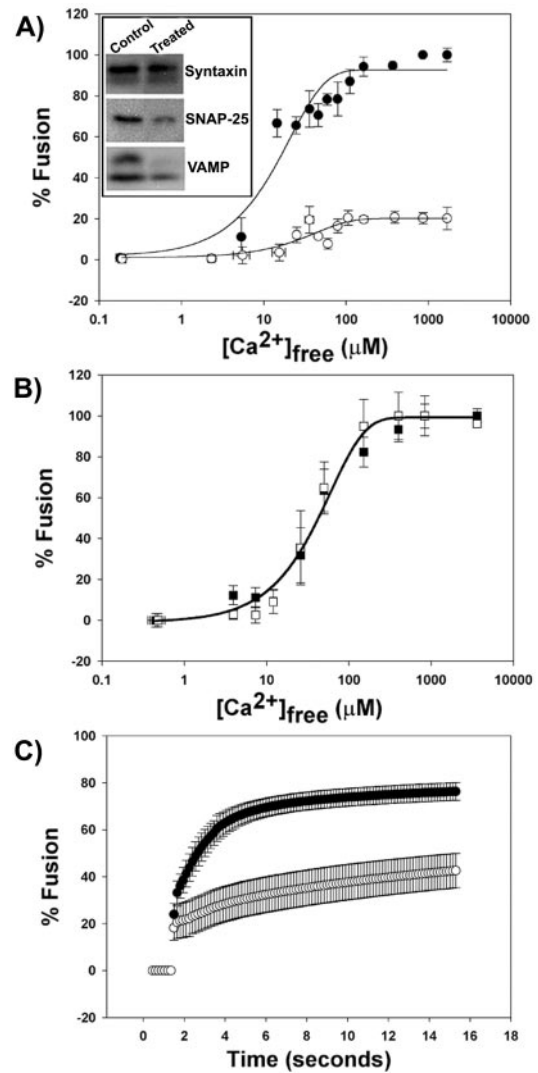 A)
Control Treated
Syntaxin
SNAP-25
VAMP
% Fusion
120
100
80
60
40
20
0
-20
0.1 1 10 100 1000 10000
[Ca2+]free (µM)
B)
% Fusion
120
100
80
60
40
20
0
-20
0.1 1 10 100 1000 10000
[Ca2+]free (µM)
C)
% Fusion
100
80
60
40
20
0
-20
0 2 4 6 8 10 12 14 16 18
Time (seconds)